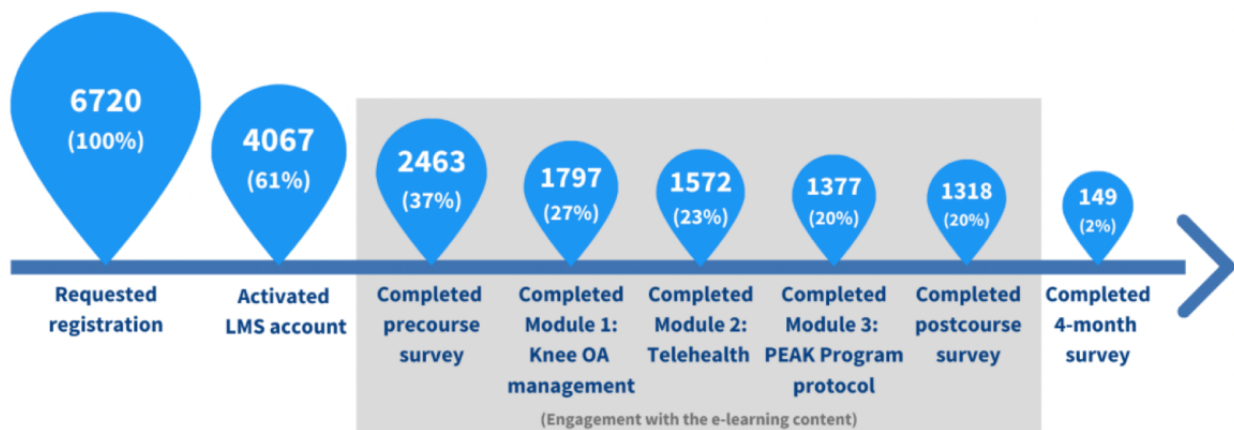 6720
(100%)
4067
(61%)
2463
(37%)
1797
(27%)
1572
(23%)
1377
(20%)
1318
(20%)
149
(2%)
Requested
registration
Activated
LMS account
Completed
precourse
survey
Completed
Module 1:
Knee OA
management
Completed
Module 2:
Telehealth
Completed
Module 3:
PEAK Program
protocol
Completed
postcourse
survey
Completed
4-month
survey
(Engagement with the e-learning content)